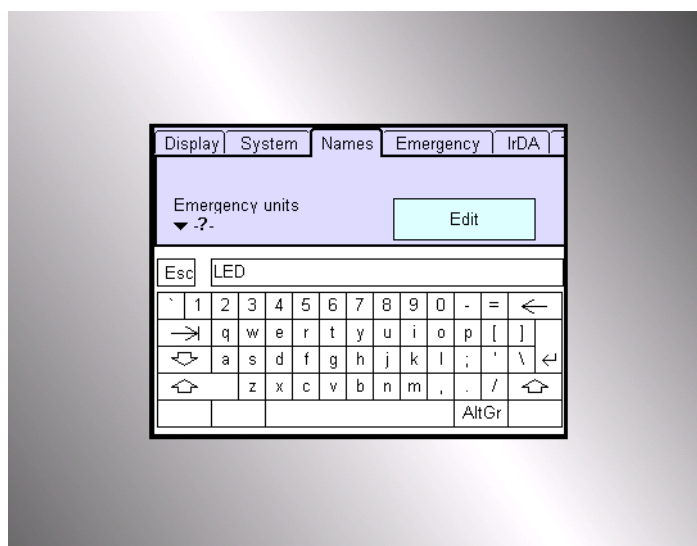 Display System Names Emergency IrDA
Emergency units
-?-
Edit
Esc LED
` 1 2 3 4 5 6 7 8 9 0 - =
q w e r t y u i o p [ ]
a s d f g h j k l ; ' \
z x c v b n m , . /
AltGr